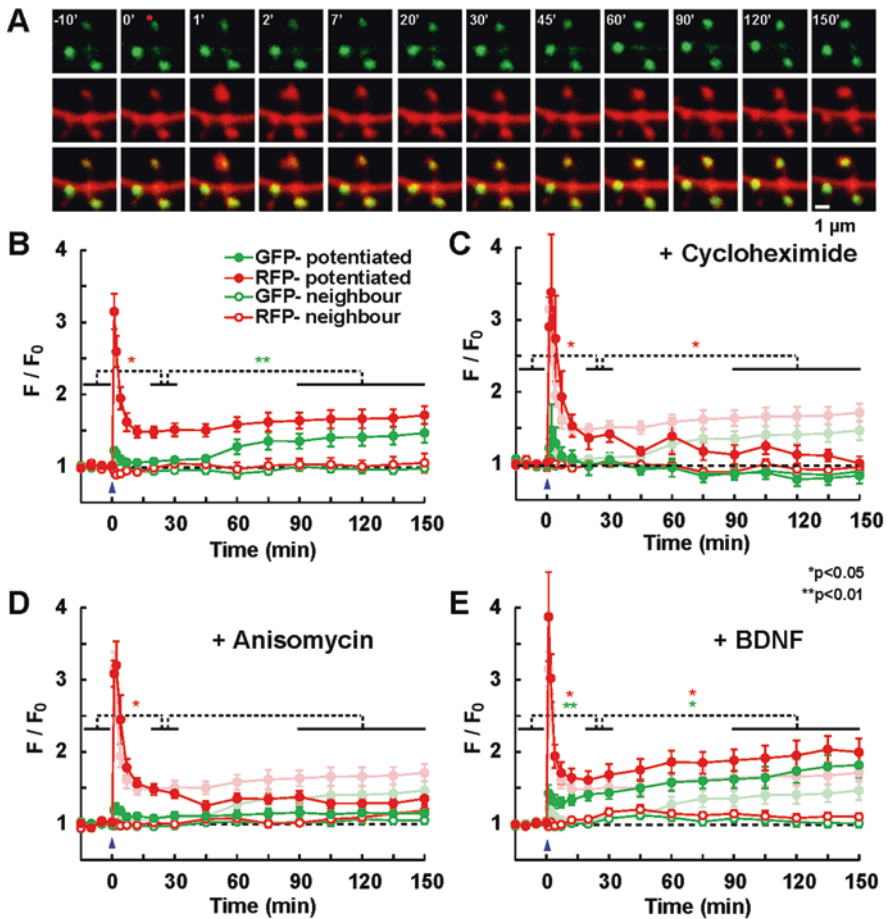 A
-10' 0' 1' 2' 7' 20' 30' 45' 60' 90' 120' 150'
1 µm
B
4
3
2
1
F / F0
GFP- potentiated
RFP- potentiated
GFP- neighbour
RFP- neighbour
*
**
0 30 60 90 120 150
Time (min)
C
+ Cycloheximide
4
3
2
1
*
*
0 30 60 90 120 150
Time (min)
*p<0.05
**p<0.01
D
+ Anisomycin
4
3
2
1
F / F0
*
0 30 60 90 120 150
Time (min)
E
+ BDNF
4
3
2
1
* *
** *
0 30 60 90 120 150
Time (min)